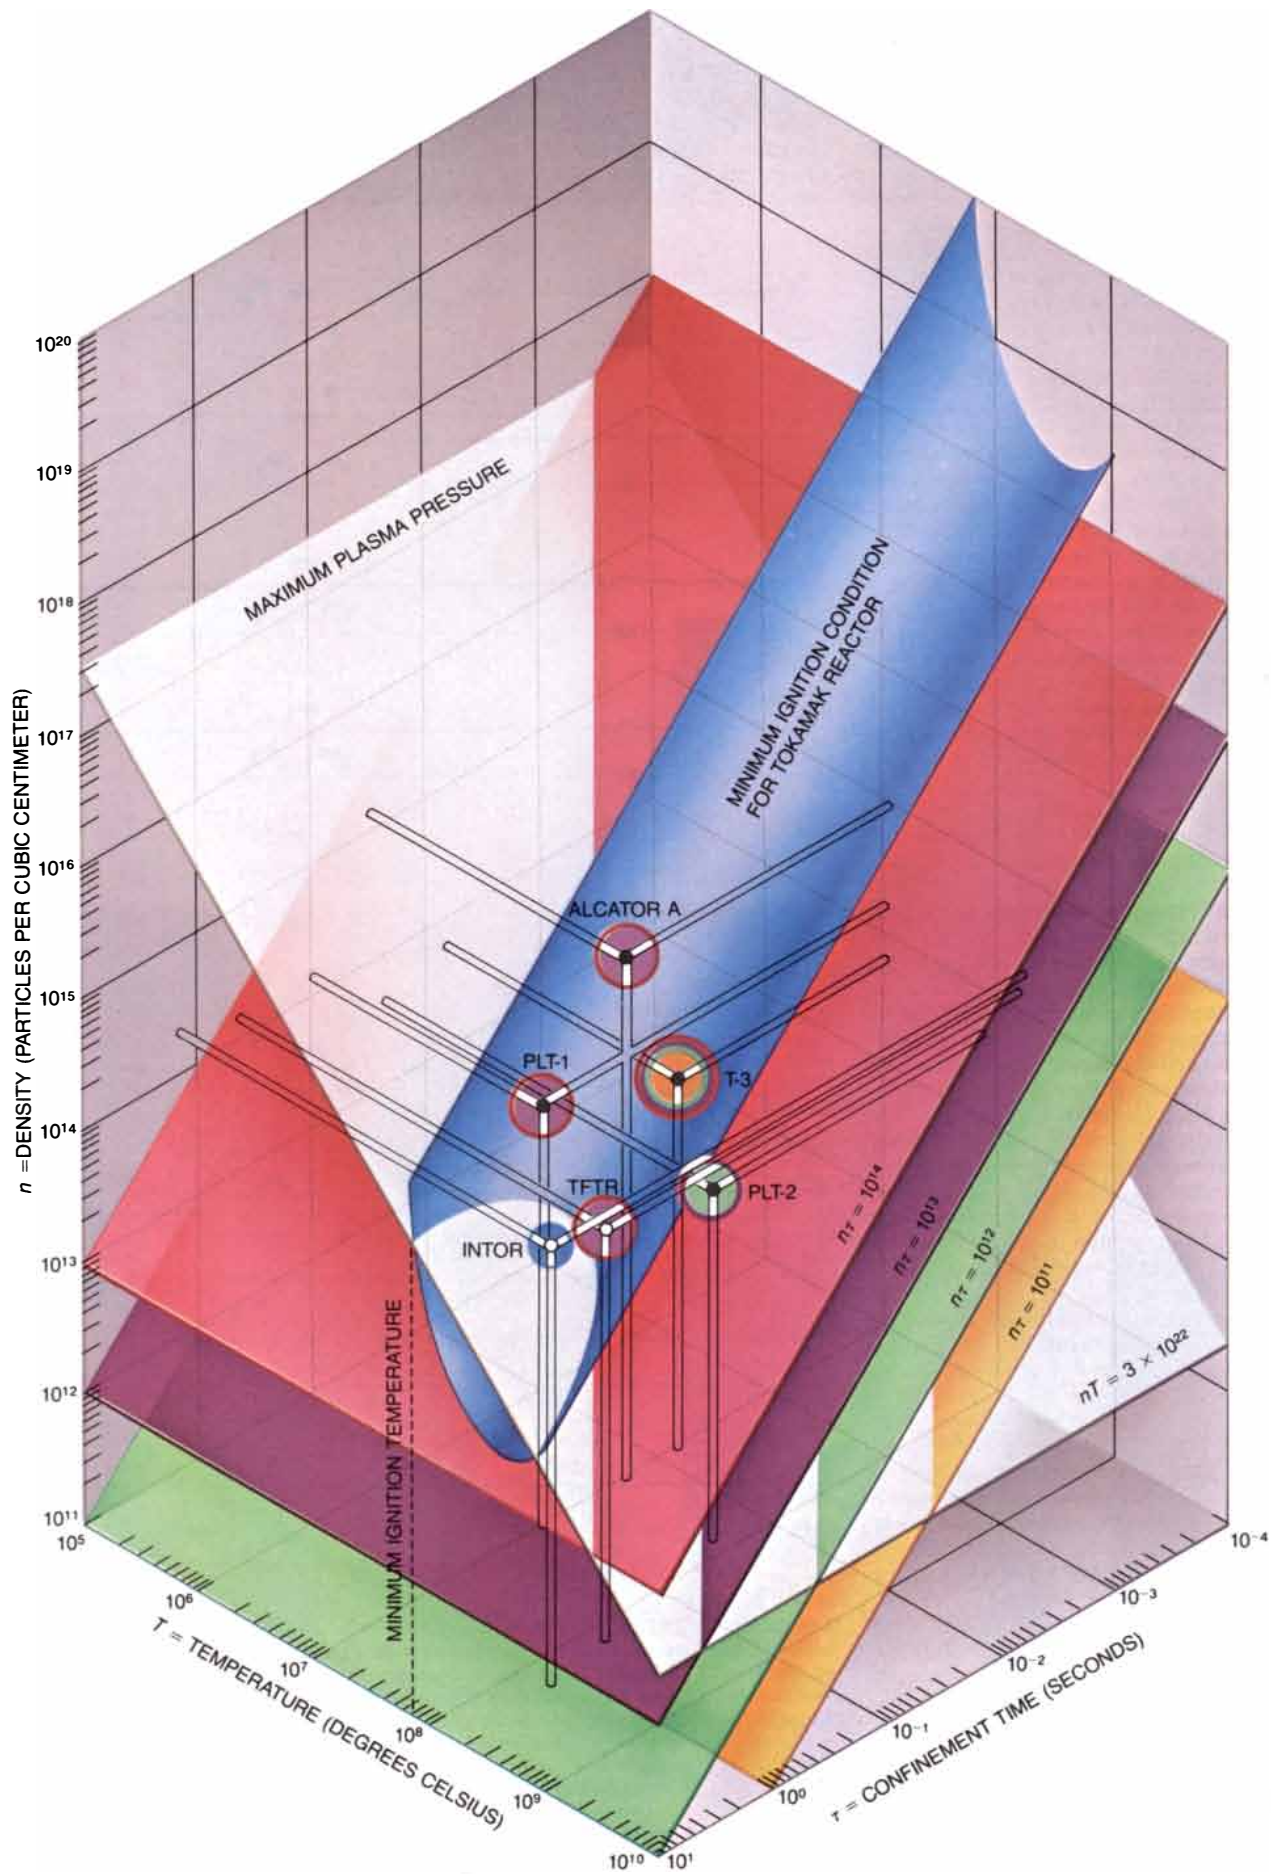 10²⁰
10¹⁹
10¹⁸
10¹⁷
10¹⁶
10¹⁵
10¹⁴
10¹³
10¹²
10¹¹
n =DENSITY (PARTICLES PER CUBIC CENTIMETER)
MAXIMUM PLASMA PRESSURE
MINIMUM IGNITION CONDITION
FOR TOKAMAK REACTOR
ALCATOR A
PLT-1
T-3
TFTR
PLT-2
INTOR
MINIMUM IGNITION TEMPERATURE
nτ = 10¹⁴
nτ = 10¹³
nτ = 10¹²
nτ = 10¹¹
nT = 3 × 10²²
10⁵
10⁶
10⁷
10⁸
10⁹
10¹⁰
T = TEMPERATURE (DEGREES CELSIUS)
10¹
10⁰
10⁻¹
10⁻²
10⁻³
10⁻⁴
τ = CONFINEMENT TIME (SECONDS)